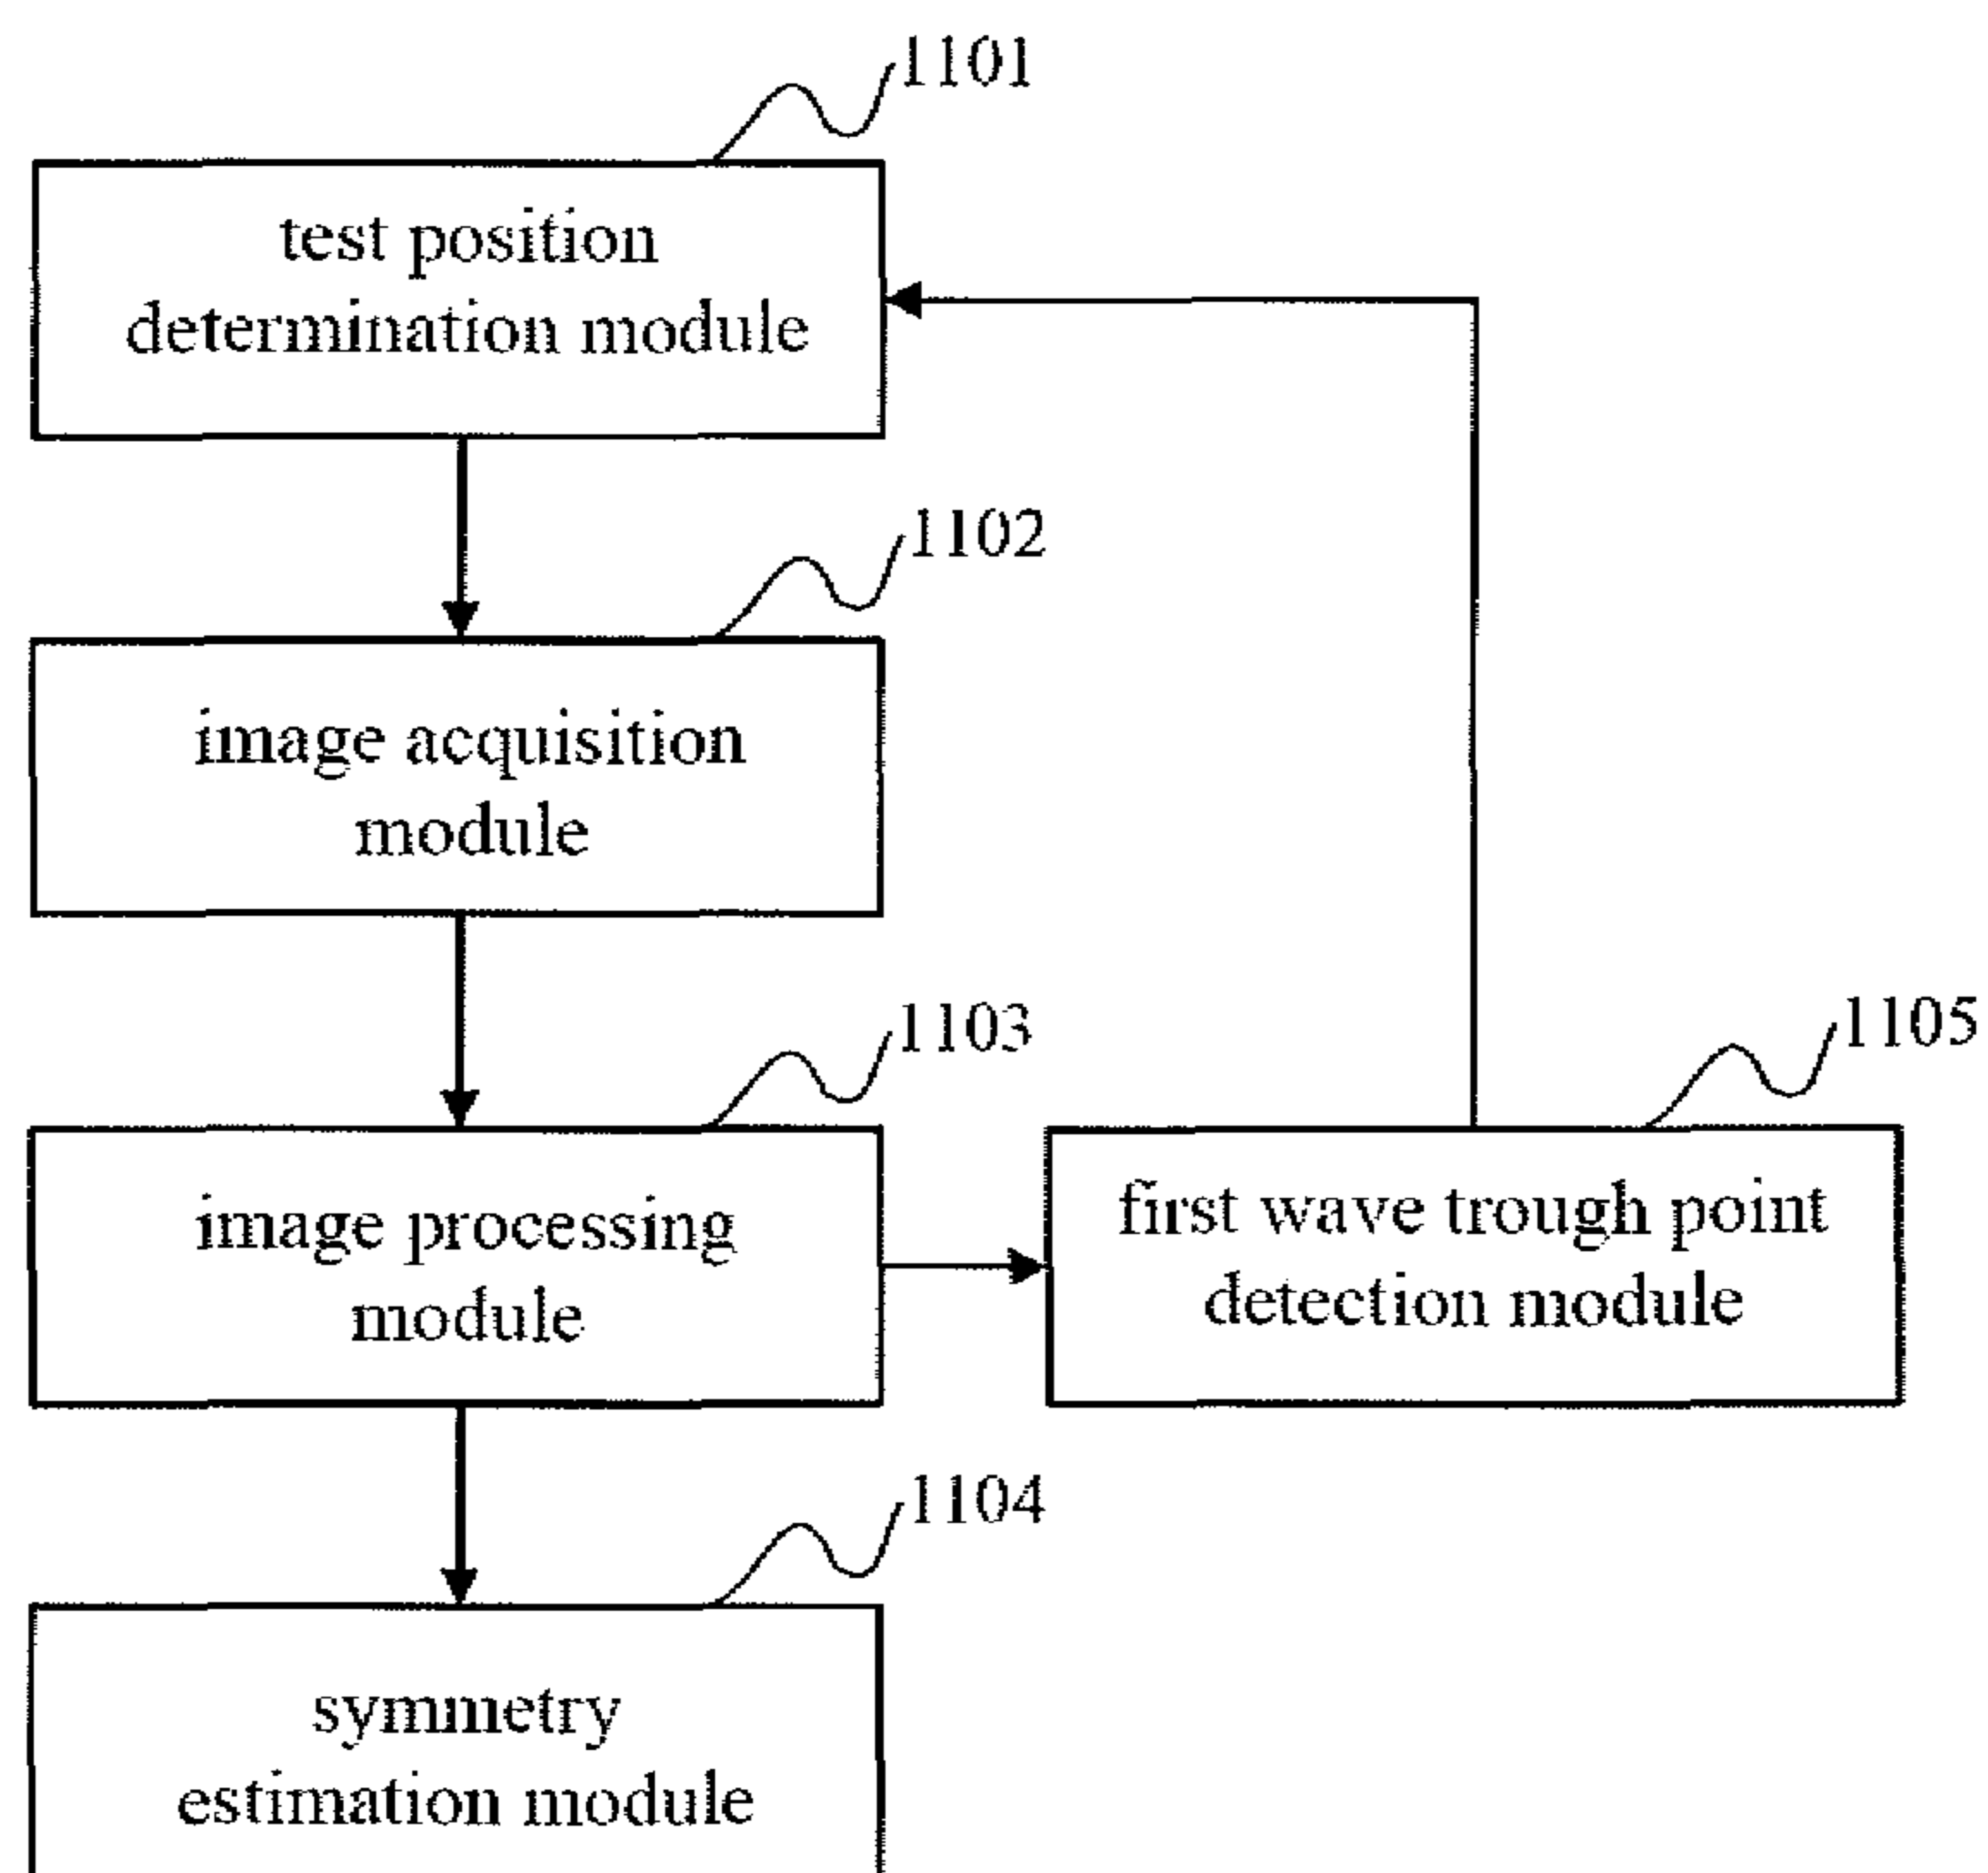 1101
test position
determination module
1102
image acquisition
module
1103
image processing
module
1105
first wave trough point
detection module
1104
symmetry
estimation module